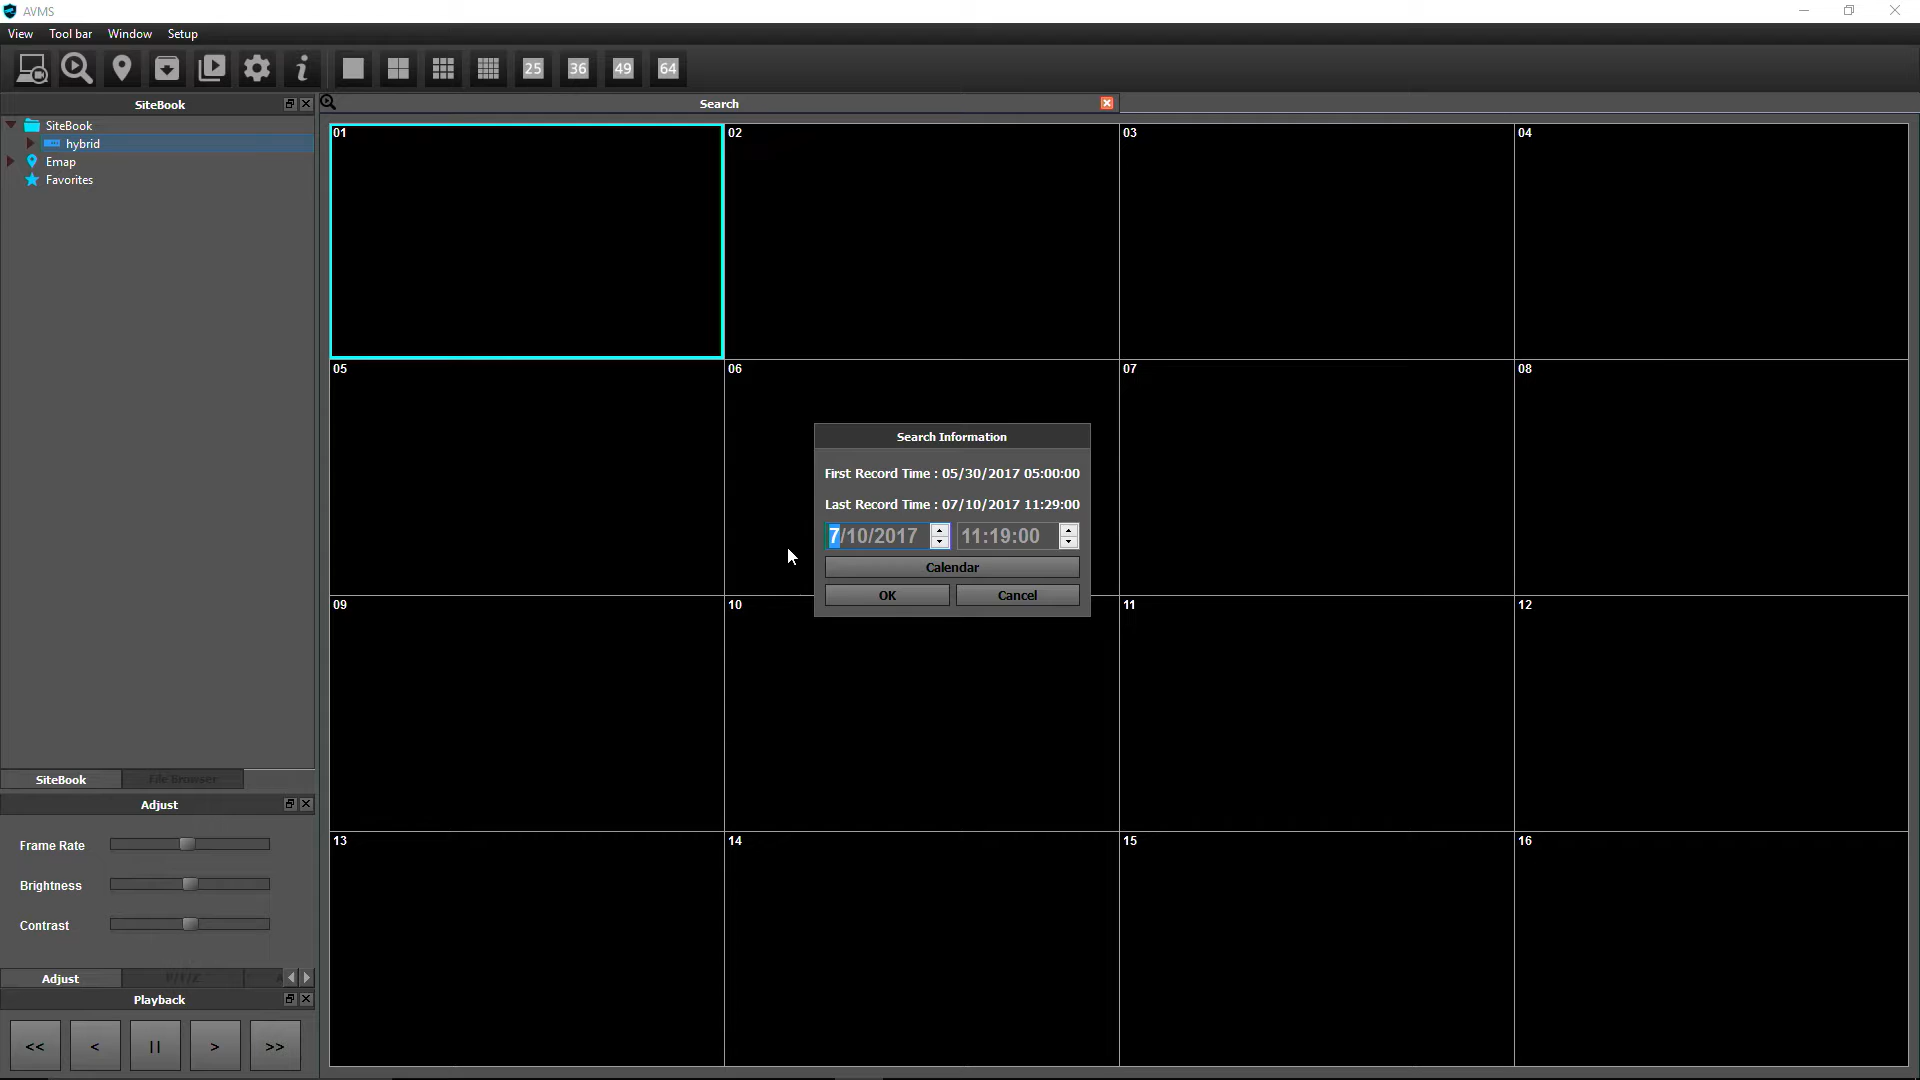 AVMS
View Tool bar Window Setup
25 36 49 64
SiteBook
Search
SiteBook
hybrid
Emap
Favorites
01 02 03 04
05 06 07 08
Search Information
First Record Time : 05/30/2017 05:00:00
Last Record Time : 07/10/2017 11:29:00
7/10/2017 11:19:00
Calendar
OK Cancel
09 10 11 12
SiteBook File Browser
Adjust
Frame Rate
Brightness
Contrast
13 14 15 16
Adjust P/T/Z
Playback
<< < || > >>